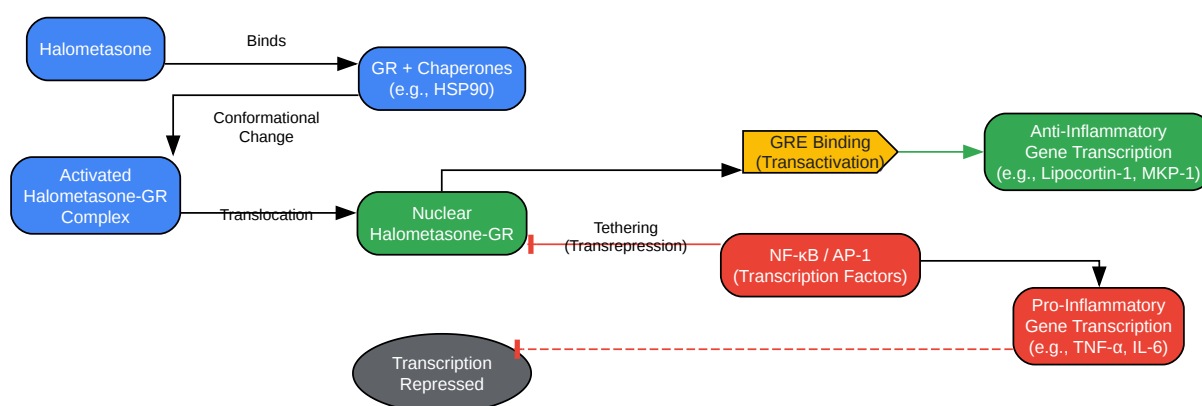 Halometasone
Binds
GR + Chaperones
(e.g., HSP90)
Conformational
Change
Activated
Halometasone-GR
Complex
Translocation
Nuclear
Halometasone-GR
GRE Binding
(Transactivation)
Anti-Inflammatory
Gene Transcription
(e.g., Lipocortin-1, MKP-1)
Tethering
(Transrepression)
NF-κB / AP-1
(Transcription Factors)
Pro-Inflammatory
Gene Transcription
(e.g., TNF-α, IL-6)
Transcription
Repressed